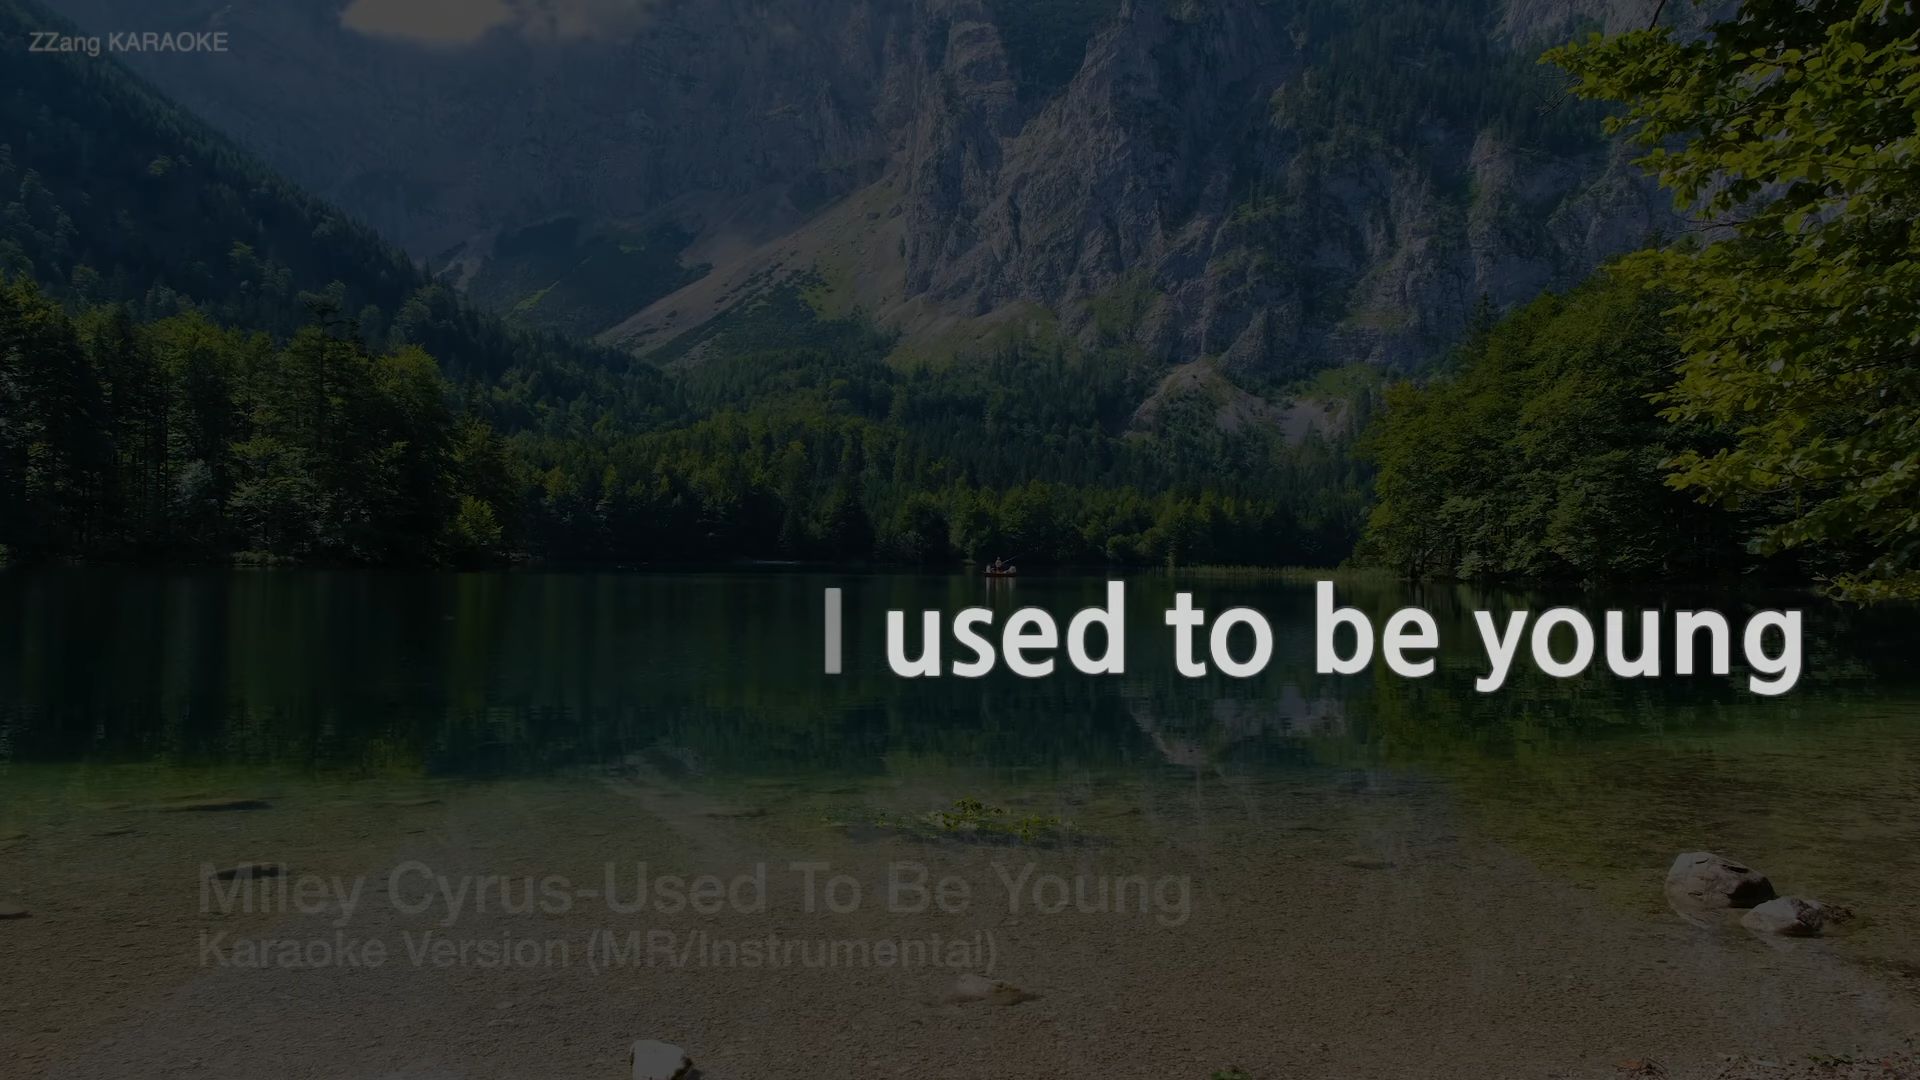 ZZang KARAOKE
I used to be young
Miley Cyrus-Used To Be Young
Karaoke Version (MR/Instrumental)